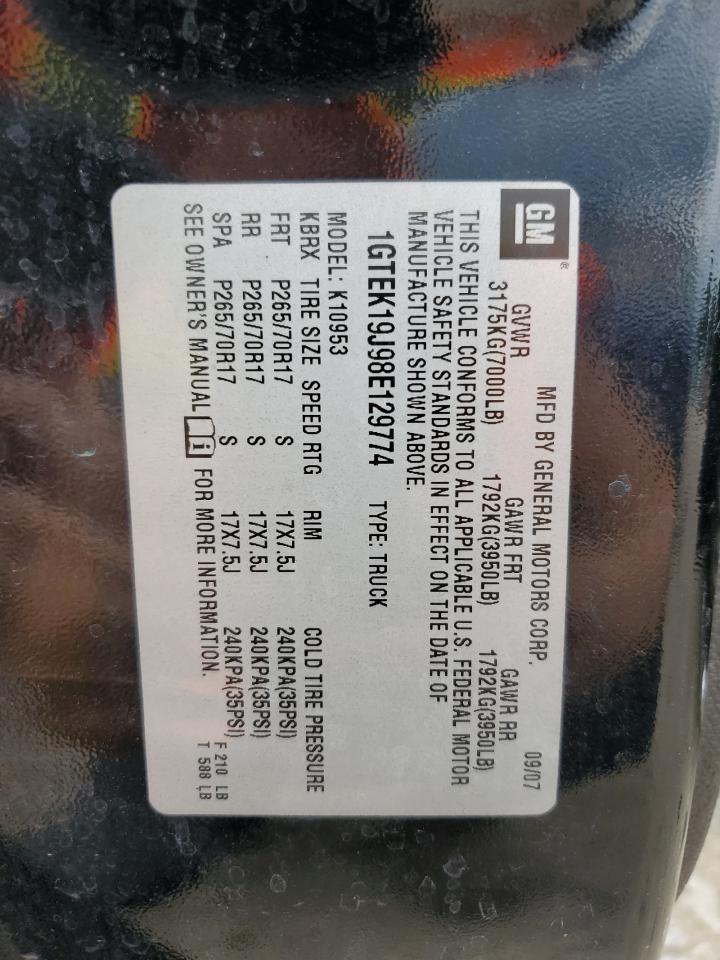 GM®
MFD BY GENERAL MOTORS CORP. 09/07
GVWR GAWR FRT GAWR RR
3175KG(7000LB) 1792KG(3950LB) 1792KG(3950LB)
THIS VEHICLE CONFORMS TO ALL APPLICABLE U.S. FEDERAL MOTOR
VEHICLE SAFETY STANDARDS IN EFFECT ON THE DATE OF
MANUFACTURE SHOWN ABOVE.
1GTEK19J98E129774 TYPE: TRUCK
MODEL: K10953
KBRX TIRE SIZE SPEED RTG RIM COLD TIRE PRESSURE
FRT P265/70R17 S 17X7.5J 240KPA(35PSI)
RR P265/70R17 S 17X7.5J 240KPA(35PSI)
SPA P265/70R17 S 17X7.5J 240KPA(35PSI) F 210 LB
SEE OWNER'S MANUAL i FOR MORE INFORMATION. T 588 LB